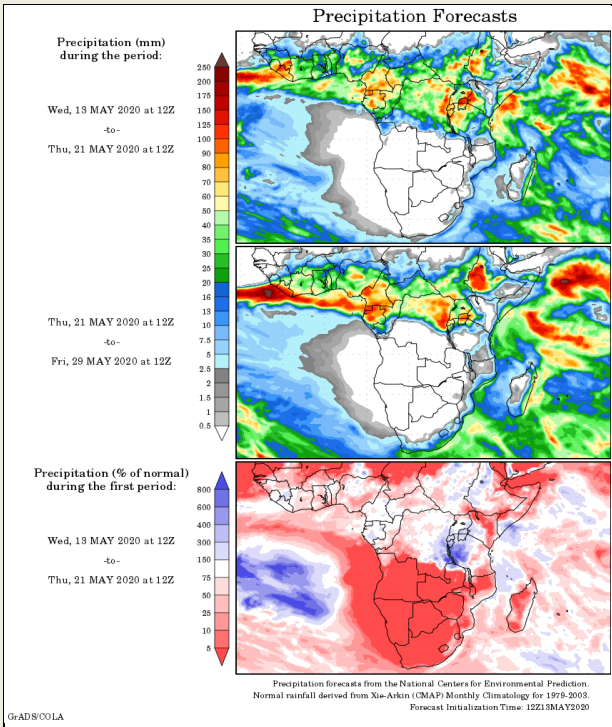 Precipitation Forecasts
Precipitation (mm)
during the period:
Wed, 13 MAY 2020 at 12Z
-to-
Thu, 21 MAY 2020 at 12Z
250
200
175
150
125
100
90
80
70
60
50
40
35
30
25
20
16
13
10
7.5
5
2.5
2
1.5
1
0.5
Thu, 21 MAY 2020 at 12Z
-to-
Fri, 29 MAY 2020 at 12Z
Precipitation (% of normal)
during the first period:
Wed, 13 MAY 2020 at 12Z
-to-
Thu, 21 MAY 2020 at 12Z
800
600
400
300
150
75
50
25
10
5
Precipitation forecasts from the National Centers for Environmental Prediction.
Normal rainfall derived from Xie-Arkin (CMAP) Monthly Climatology for 1979-2003.
Forecast Initialization Time: 12Z13MAY2020
GrADS/COLA